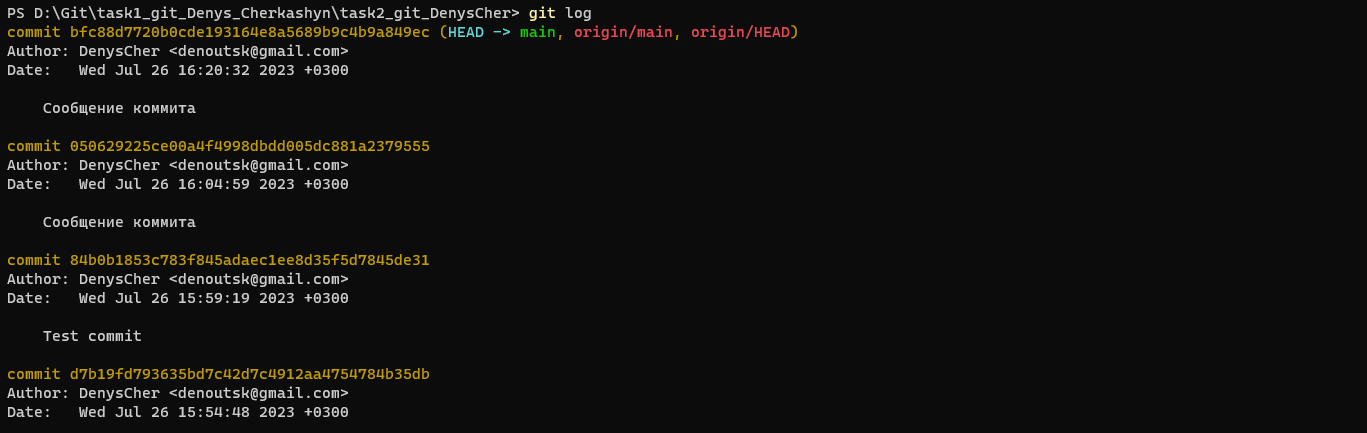 PS D:\Git\task1_git_Denys_Cherkashyn\task2_git_DenysCher> git log
commit bfc88d7720b0cde193164e8a5689b9c4b9a849ec (HEAD -> main, origin/main, origin/HEAD)
Author: DenysCher <denoutsk@gmail.com>
Date:   Wed Jul 26 16:20:32 2023 +0300
Сообщение коммита
commit 050629225ce00a4f4998dbdd005dc881a2379555
Author: DenysCher <denoutsk@gmail.com>
Date:   Wed Jul 26 16:04:59 2023 +0300
Сообщение коммита
commit 84b0b1853c783f845adaec1ee8d35f5d7845de31
Author: DenysCher <denoutsk@gmail.com>
Date:   Wed Jul 26 15:59:19 2023 +0300
Test commit
commit d7b19fd793635bd7c42d7c4912aa4754784b35db
Author: DenysCher <denoutsk@gmail.com>
Date:   Wed Jul 26 15:54:48 2023 +0300